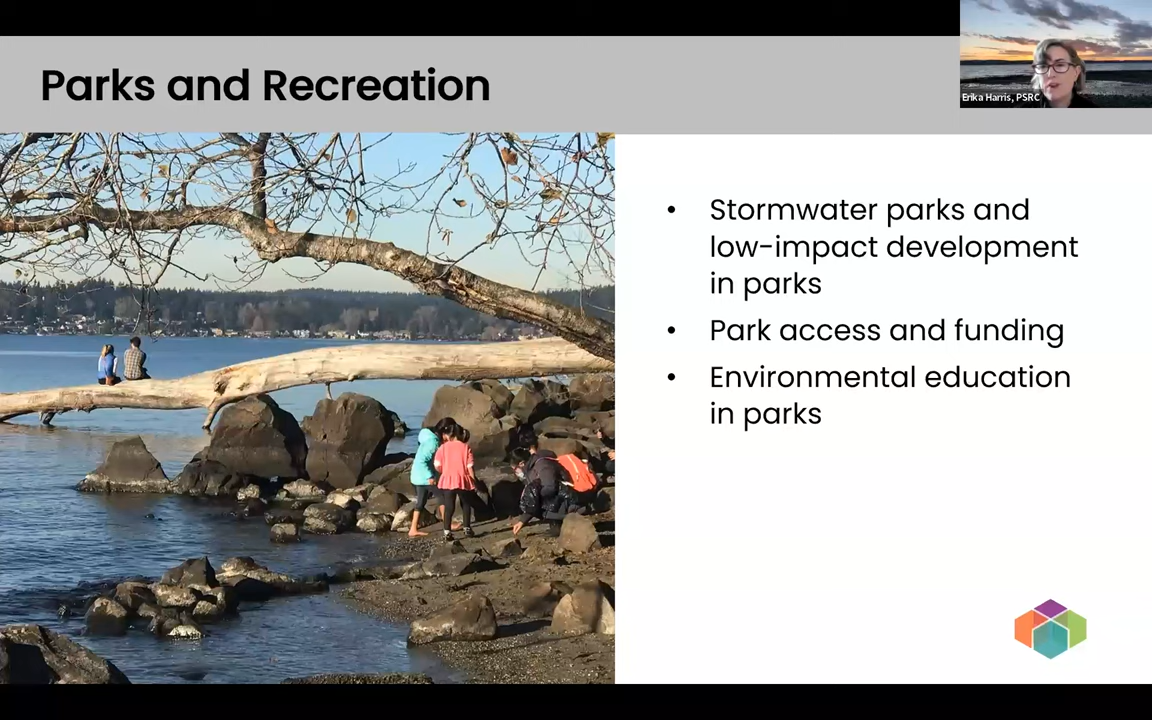 Parks and Recreation
Erika Harris, PSRC
• Stormwater parks and
low-impact development
in parks
• Park access and funding
• Environmental education
in parks